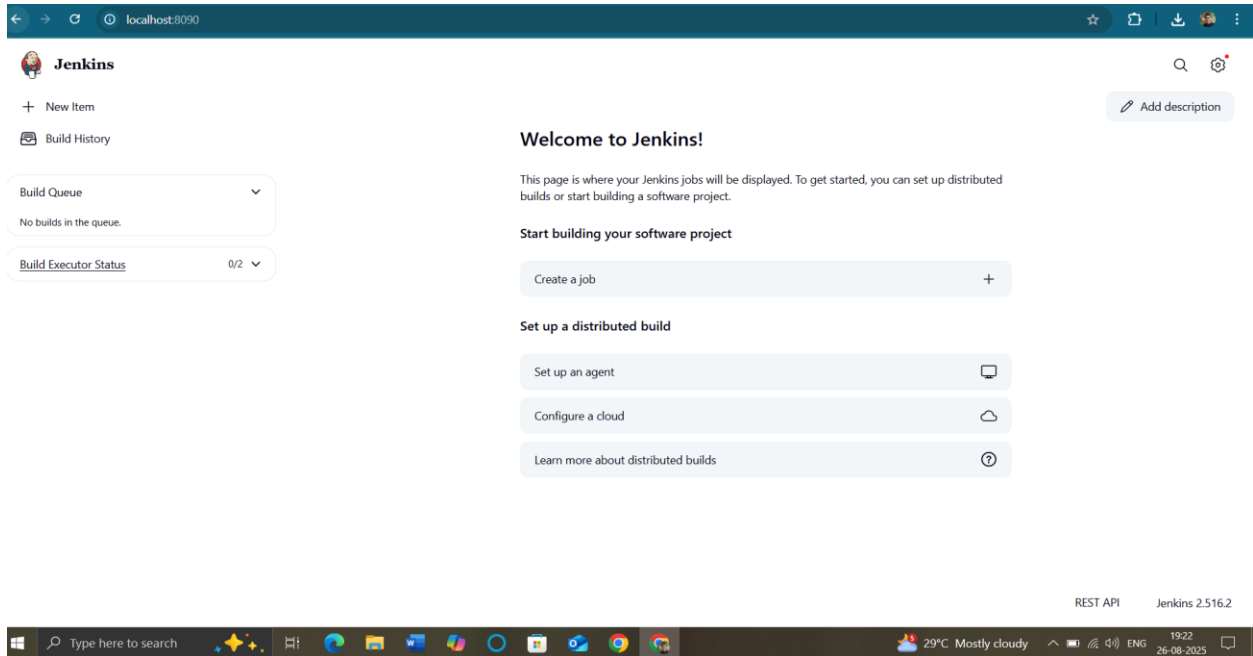 localhost:8090
Jenkins
New Item
Add description
Build History
Welcome to Jenkins!
This page is where your Jenkins jobs will be displayed. To get started, you can set up distributed
builds or start building a software project.
Build Queue
No builds in the queue.
Start building your software project
Build Executor Status 0/2
Create a job
Set up a distributed build
Set up an agent
Configure a cloud
Learn more about distributed builds
REST API Jenkins 2.516.2
Type here to search
5
29°C Mostly cloudy
ENG
19:22
26-08-2025